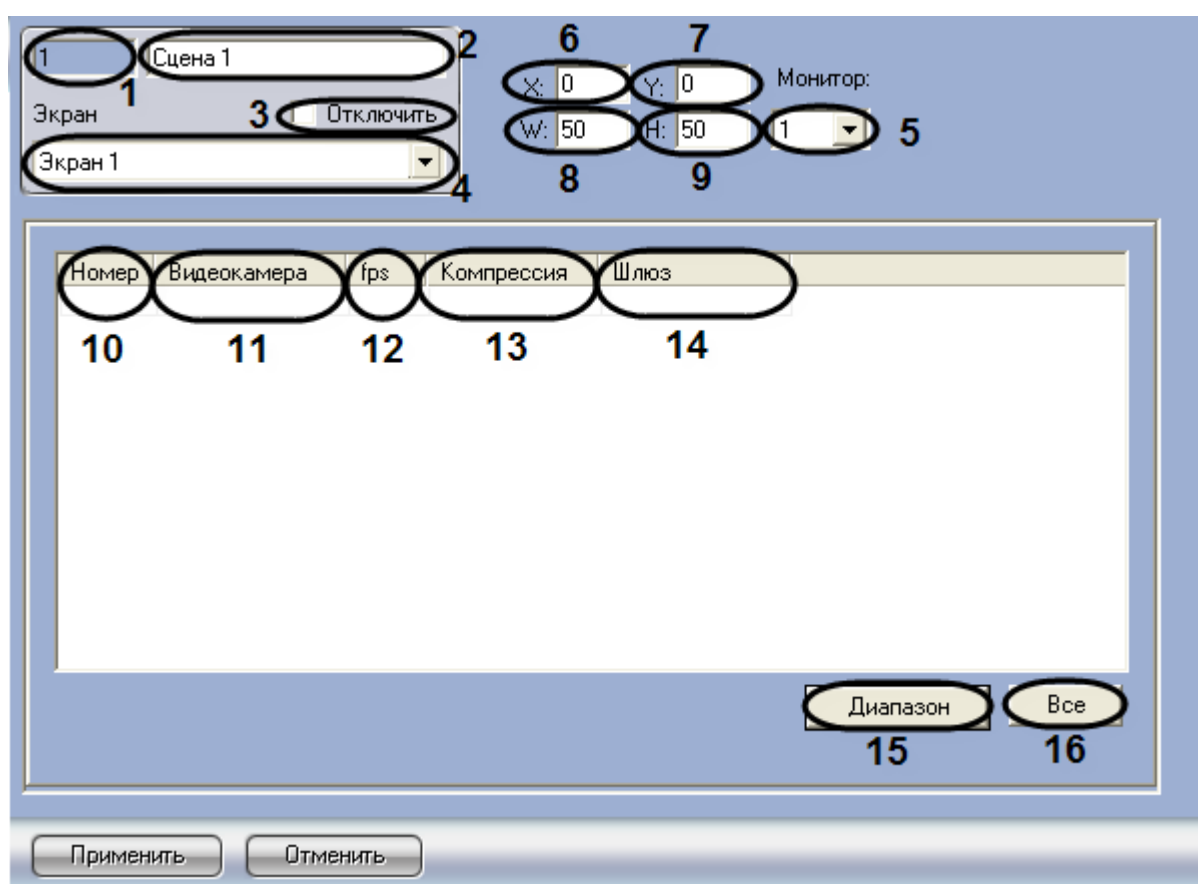 1 Сцена 1 2
1
Экран 3 Отключить
Экран 1
4
6 7
X: 0 Y: 0 Монитор:
W: 50 H: 50 1 5
8 9
Номер Видеокамера fps Компрессия Шлюз
10 11 12 13 14
Диапазон Все
15 16
Применить Отменить